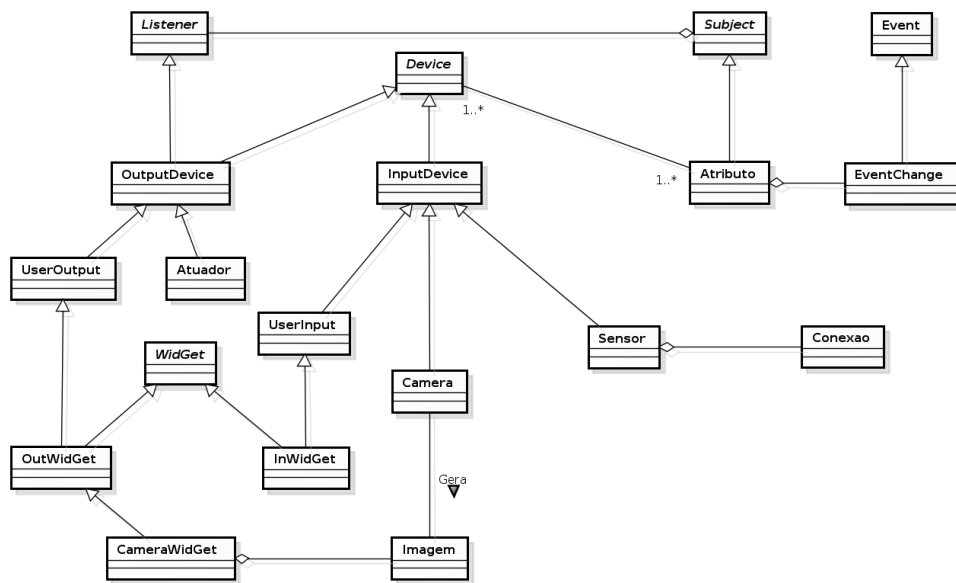 Listener
Subject
Event
Device
1..*
OutputDevice
InputDevice
Atributo
EventChange
1..*
UserOutput
Atuador
UserInput
Sensor
Conexao
WidGet
Camera
OutWidGet
InWidGet
Gera
CameraWidGet
Imagem